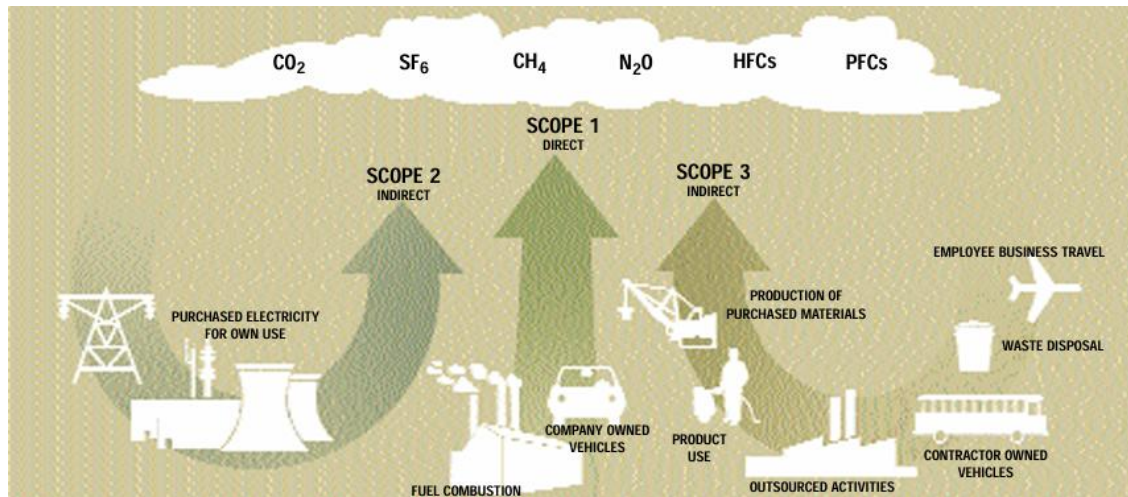 CO₂ SF₆ CH₄ N₂O HFCs PFCs
SCOPE 1
DIRECT
SCOPE 2
INDIRECT
SCOPE 3
INDIRECT
EMPLOYEE BUSINESS TRAVEL
PURCHASED ELECTRICITY
FOR OWN USE
PRODUCTION OF
PURCHASED MATERIALS
WASTE DISPOSAL
COMPANY OWNED
VEHICLES
PRODUCT
USE
CONTRACTOR OWNED
VEHICLES
FUEL COMBUSTION
OUTSOURCED ACTIVITIES